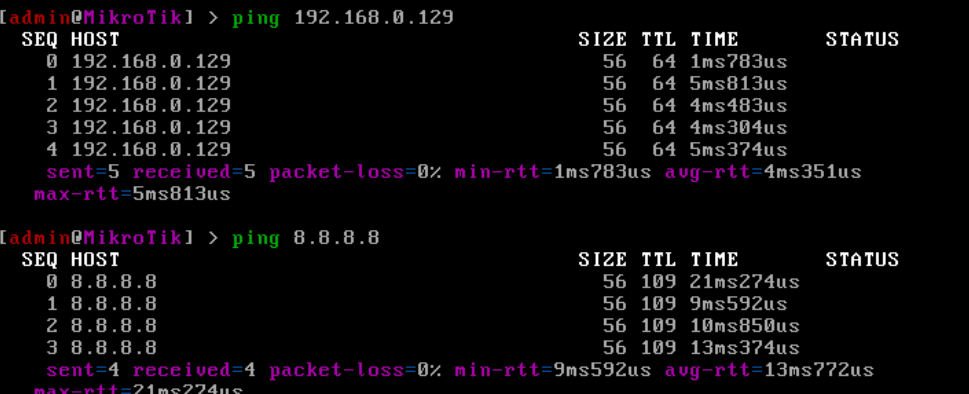 [admin@MikroTik] > ping 192.168.0.129
SEQ HOST SIZE TTL TIME STATUS
0 192.168.0.129 56 64 1ms783us
1 192.168.0.129 56 64 5ms813us
2 192.168.0.129 56 64 4ms483us
3 192.168.0.129 56 64 4ms304us
4 192.168.0.129 56 64 5ms374us
sent=5 received=5 packet-loss=0% min-rtt=1ms783us avg-rtt=4ms351us
max-rtt=5ms813us
[admin@MikroTik] > ping 8.8.8.8
SEQ HOST SIZE TTL TIME STATUS
0 8.8.8.8 56 109 21ms274us
1 8.8.8.8 56 109 9ms592us
2 8.8.8.8 56 109 10ms850us
3 8.8.8.8 56 109 13ms374us
sent=4 received=4 packet-loss=0% min-rtt=9ms592us avg-rtt=13ms772us
max-rtt=21ms274us